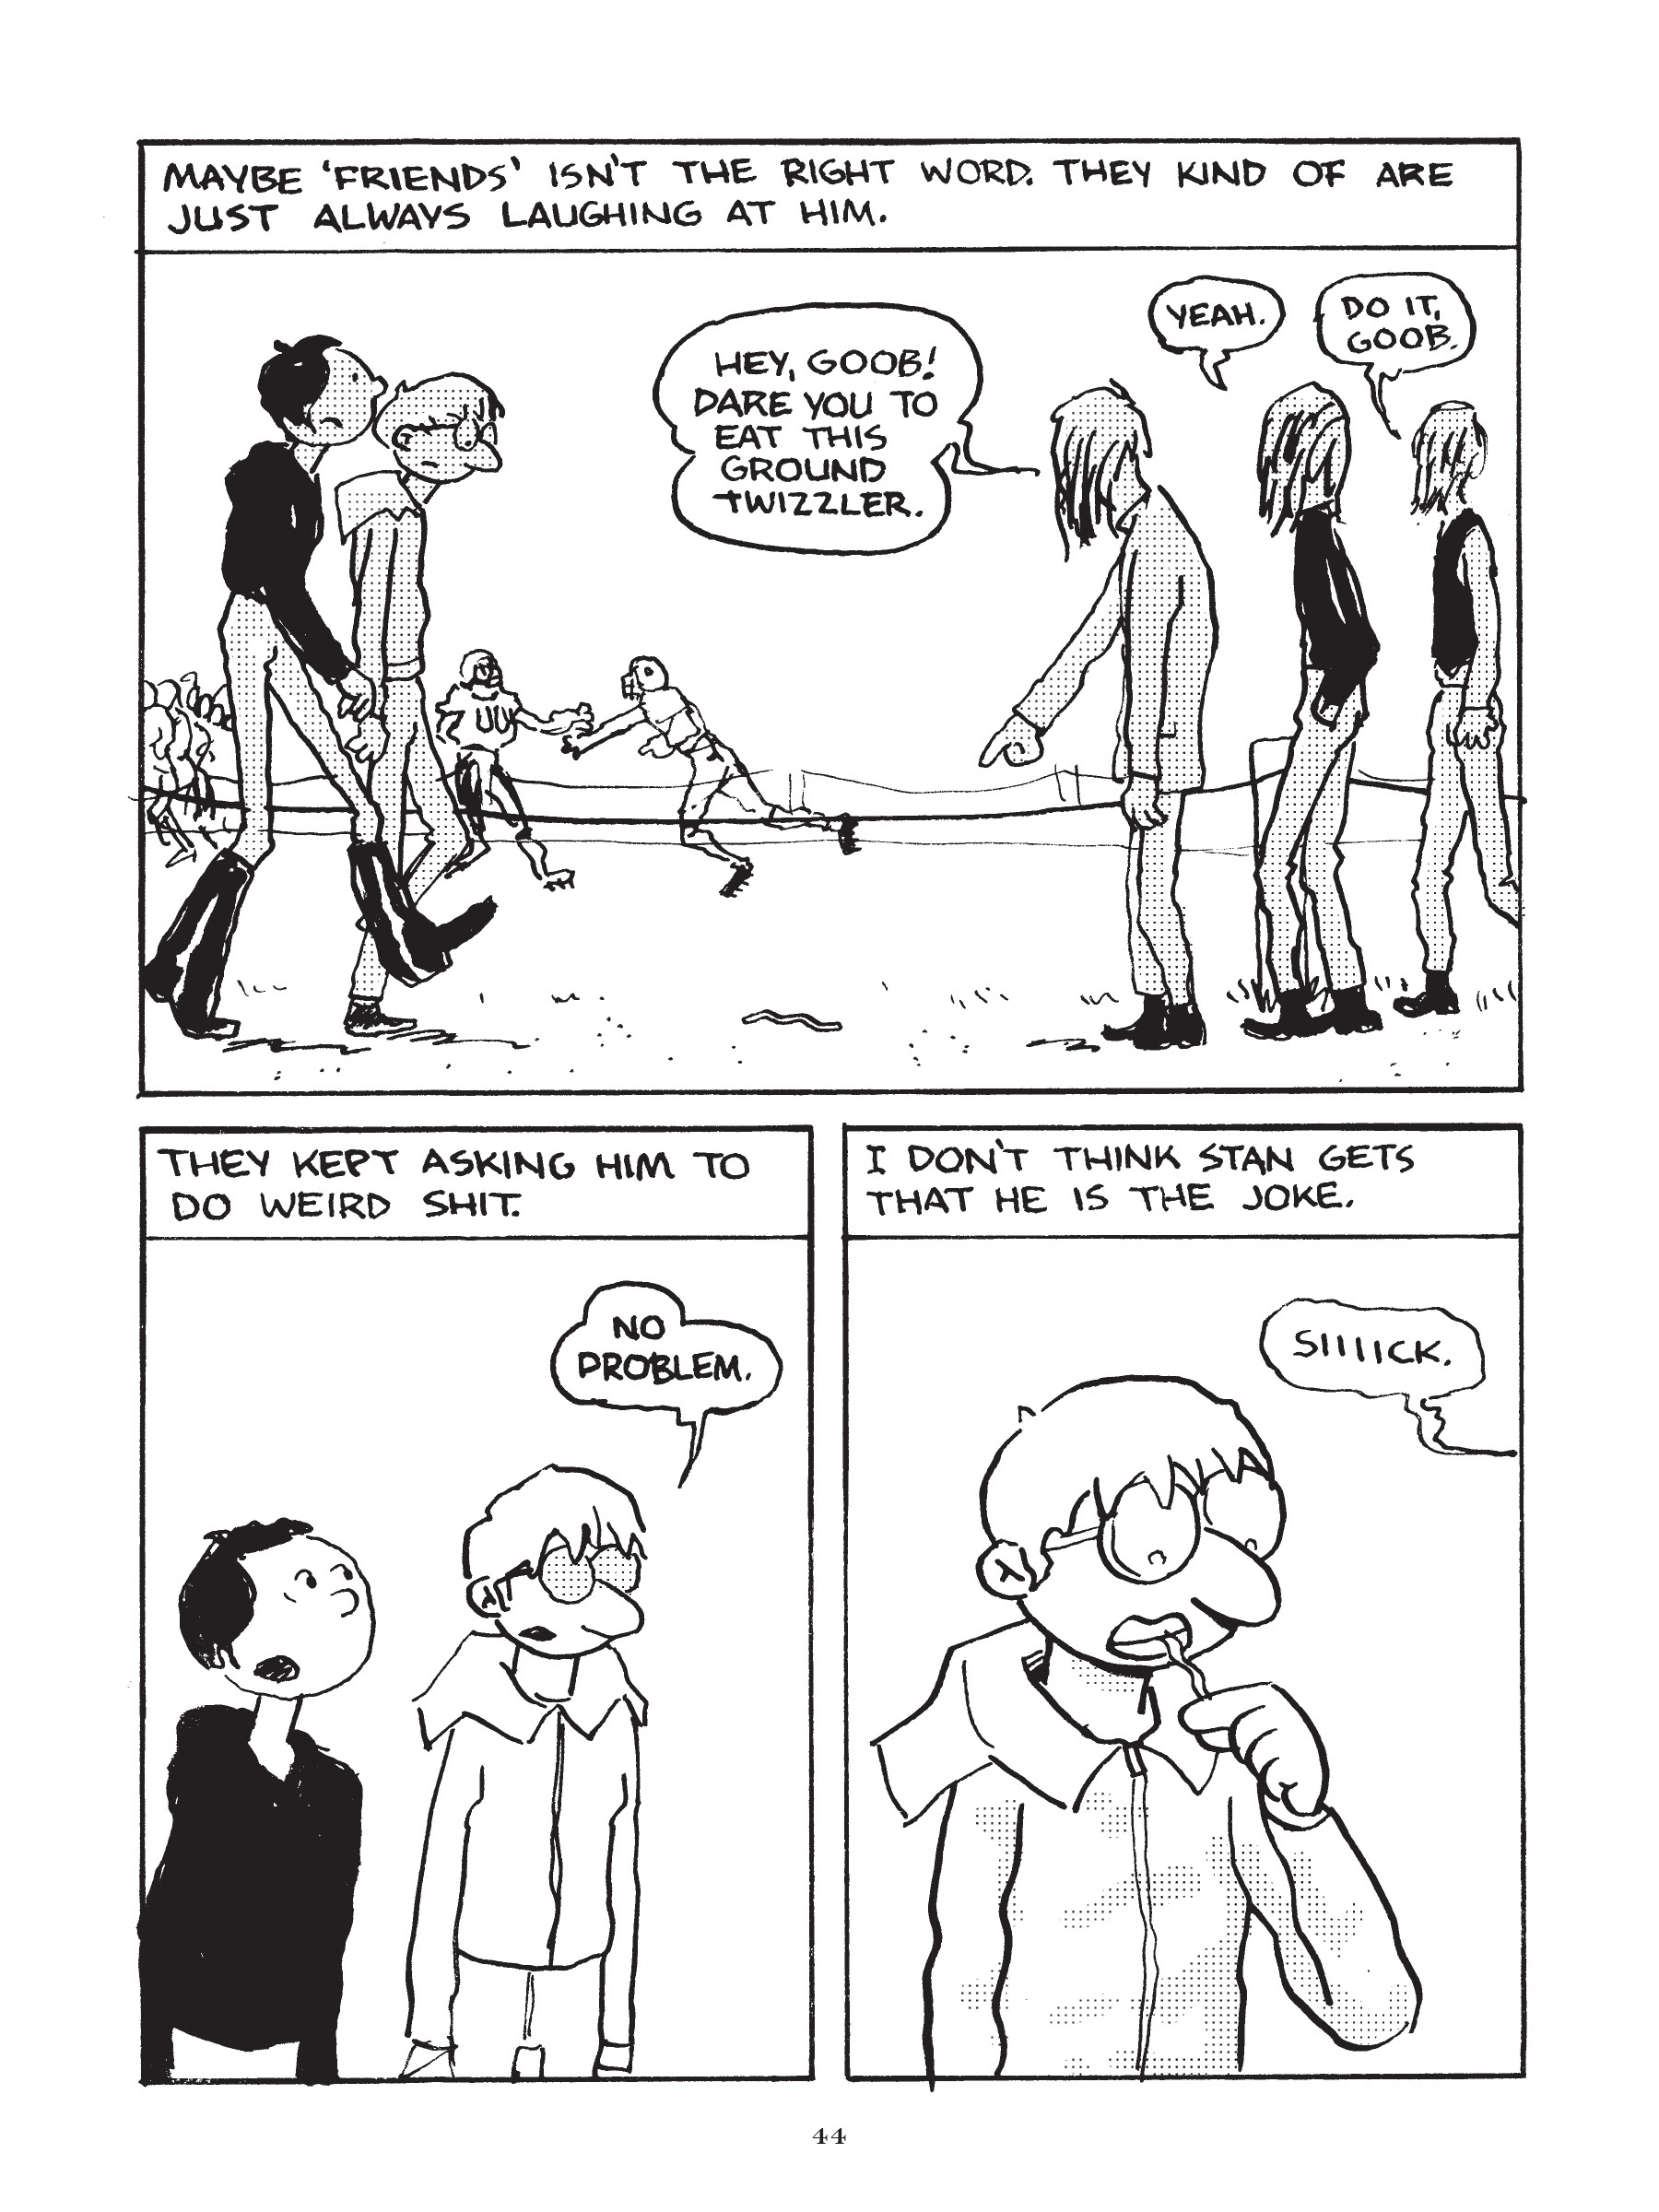 MAYBE 'FRIENDS' ISN'T THE RIGHT WORD. THEY KIND OF ARE
JUST ALWAYS LAUGHING AT HIM.
HEY, GOOB!
DARE YOU TO
EAT THIS
GROUND
TWIZZLER.
YEAH.
DO IT,
GOOB.
00
THEY KEPT ASKING HIM TO
DO WEIRD SHIT.
NO
PROBLEM.
I DON'T THINK STAN GETS
THAT HE IS THE JOKE.
SIIIICK.
44